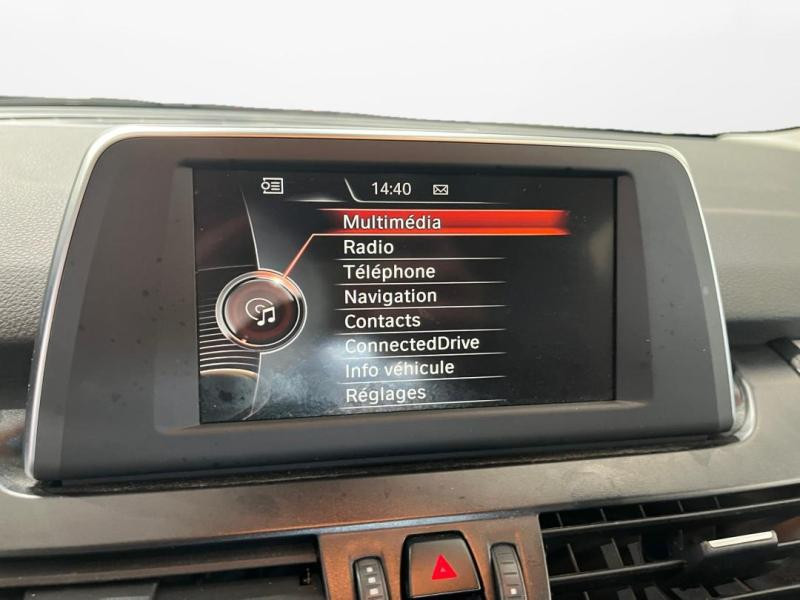 14:40
Multimédia
Radio
Téléphone
Navigation
Contacts
ConnectedDrive
Info véhicule
Réglages